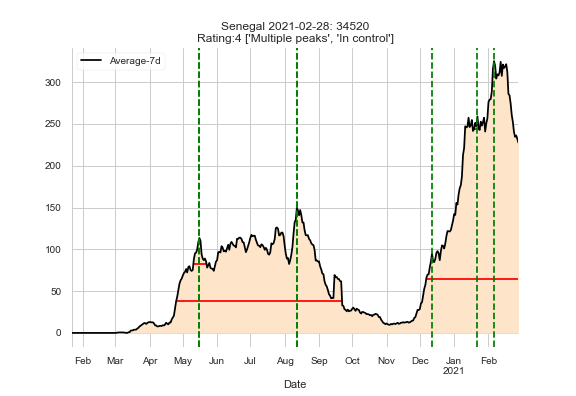 Senegal 2021-02-28: 34520
Rating:4 ['Multiple peaks', 'In control']
Average-7d
300
250
200
150
100
50
0
Feb Mar Apr May Jun Jul Aug Sep Oct Nov Dec Jan Feb
2021
Date